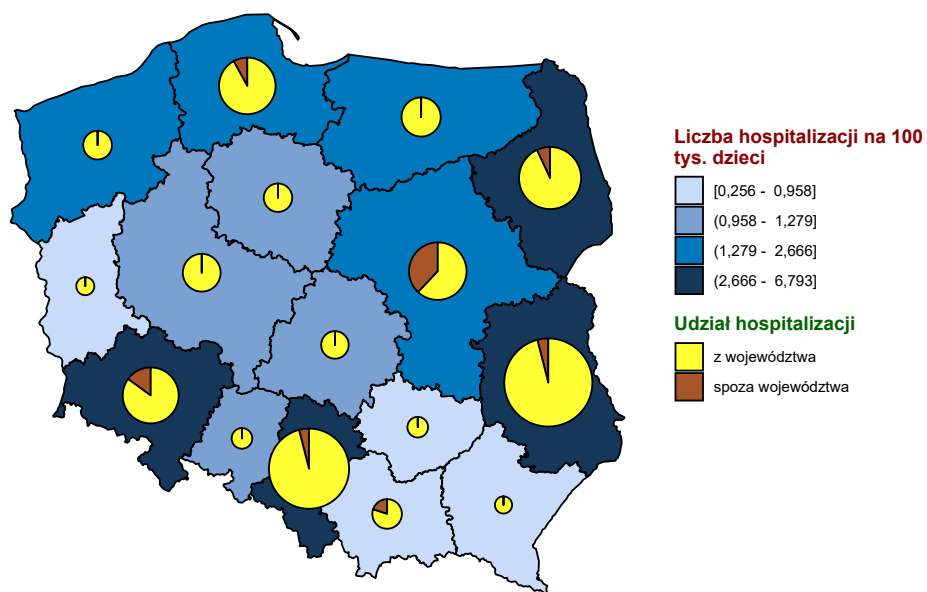 Liczba hospitalizacji na 100
tys. dzieci
[0,256 - 0,958]
(0,958 - 1,279]
(1,279 - 2,666]
(2,666 - 6,793]
Udział hospitalizacji
z województwa
spoza województwa